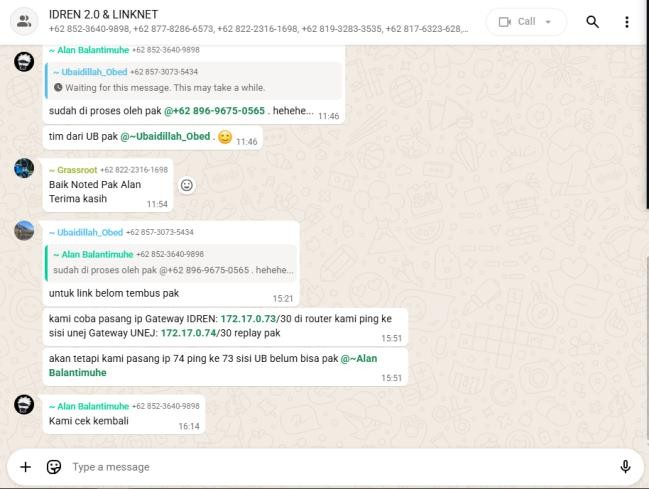 IDREN 2.0 & LINKNET
+62 852-3640-9898, +62 877-8286-6573, +62 822-2316-1698, +62 819-3283-3535, +62 817-6323-628,...
Call
~ Alan Balantimuhe +62 852-3640-9898
~ Ubaidillah_Obed +62 857-3073-5434
Waiting for this message. This may take a while.
sudah di proses oleh pak @+62 896-9675-0565 . hehehe... 11:46
tim dari UB pak @~Ubaidillah_Obed . 😊 11:46
~ Grassroot +62 822-2316-1698
Baik Noted Pak Alan
Terima kasih 11:54
~ Ubaidillah_Obed +62 857-3073-5434
~ Alan Balantimuhe +62 852-3640-9898
sudah di proses oleh pak @+62 896-9675-0565 . hehehe...
untuk link belom tembus pak 15:21
kami coba pasang ip Gateway IDREN: 172.17.0.73/30 di router kami ping ke
sisi unej Gateway UNEJ: 172.17.0.74/30 replay pak 15:51
akan tetapi kami pasang ip 74 ping ke 73 sisi UB belum bisa pak @~Alan
Balantimuhe 15:51
~ Alan Balantimuhe +62 852-3640-9898
Kami cek kembali 16:14
Type a message